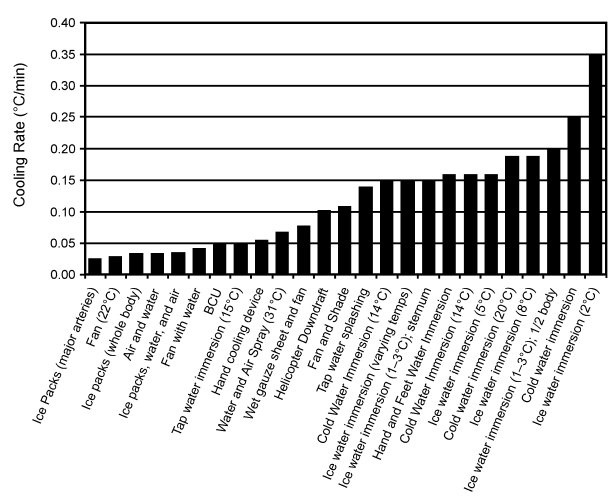 Cooling Rate (°C/min)
0.40
0.35
0.30
0.25
0.20
0.15
0.10
0.05
0.00
Ice Packs (major arteries)
Fan (22°C)
Ice packs (whole body)
Air and water
Ice packs, water, and air
Fan with water
BCU
Tap water immersion (15°C)
Hand cooling device
Water and Air Spray (31°C)
Wet gauze sheet and fan
Helicopter Downdraft
Fan and Shade
Tap water splashing
Cold Water Immersion (14°C)
Ice water immersion (varying temps)
Ice water immersion (1–3°C); sternum
Hand and Feet Water Immersion
Cold Water Immersion (14°C)
Ice water immersion (5°C)
Cold water immersion (20°C)
Ice water immersion (8°C)
Ice water immersion (1–3°C); 1/2 body
Cold water immersion
Ice water immersion (2°C)